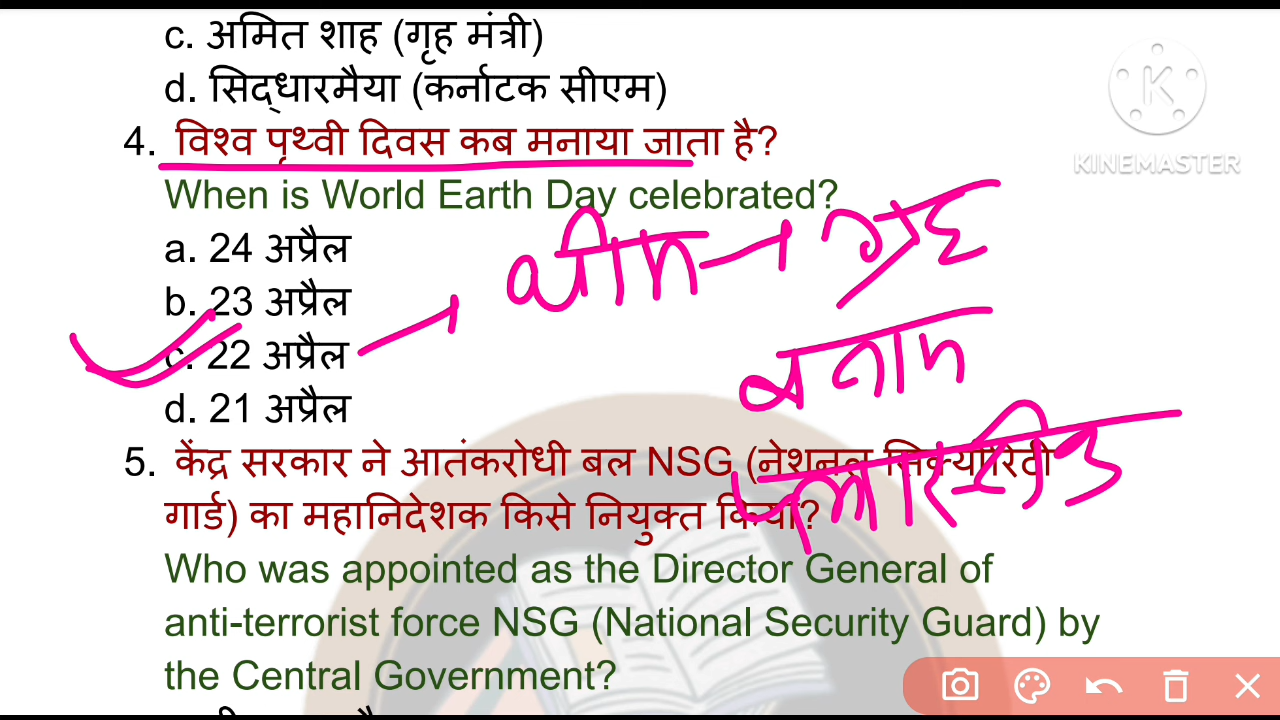 c. अमित शाह (गृह मंत्री)
d. सिद्धारमैया (कर्नाटक सीएम)
4. विश्व पृथ्वी दिवस कब मनाया जाता है?
KINEMASTER
When is World Earth Day celebrated?
a. 24 अप्रैल
थीम → ग्रह
b. 23 अप्रैल
c. 22 अप्रैल →
बनाम
d. 21 अप्रैल
प्लास्टीक
5. केंद्र सरकार ने आतंकरोधी बल NSG (नेशनल सिक्योरिटी
गार्ड) का महानिदेशक किसे नियुक्त किया?
Who was appointed as the Director General of
anti-terrorist force NSG (National Security Guard) by
the Central Government?